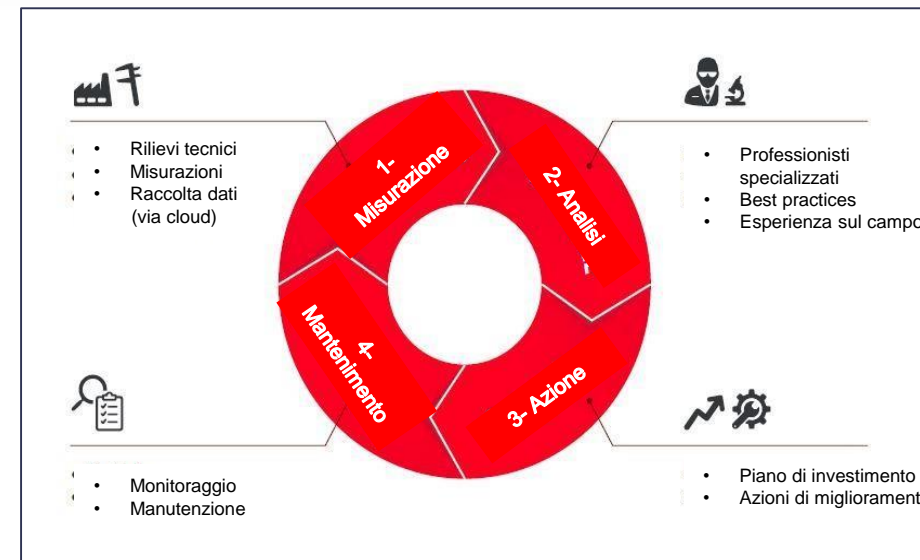 • Rilievi tecnici
• Misurazioni
• Raccolta dati
(via cloud)
1-
Misurazione
2- Analisi
• Professionisti
specializzati
• Best practices
• Esperienza sul campo
4-
Mantenimento
3- Azione
• Monitoraggio
• Manutenzione
• Piano di investimento
• Azioni di migliorament